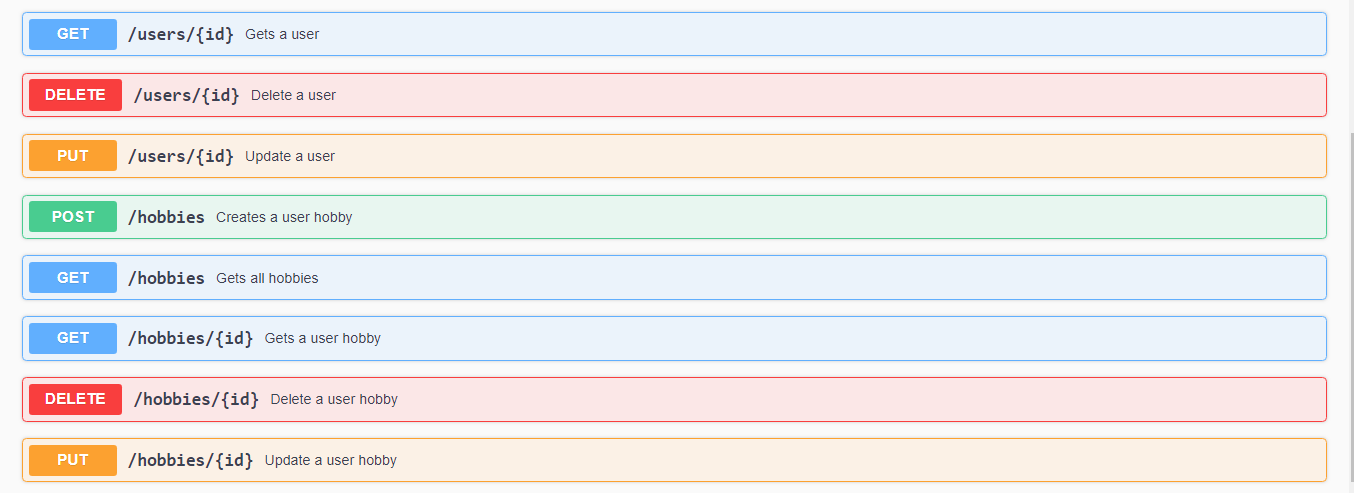 GET /users/{id} Gets a user
DELETE /users/{id} Delete a user
PUT /users/{id} Update a user
POST /hobbies Creates a user hobby
GET /hobbies Gets all hobbies
GET /hobbies/{id} Gets a user hobby
DELETE /hobbies/{id} Delete a user hobby
PUT /hobbies/{id} Update a user hobby